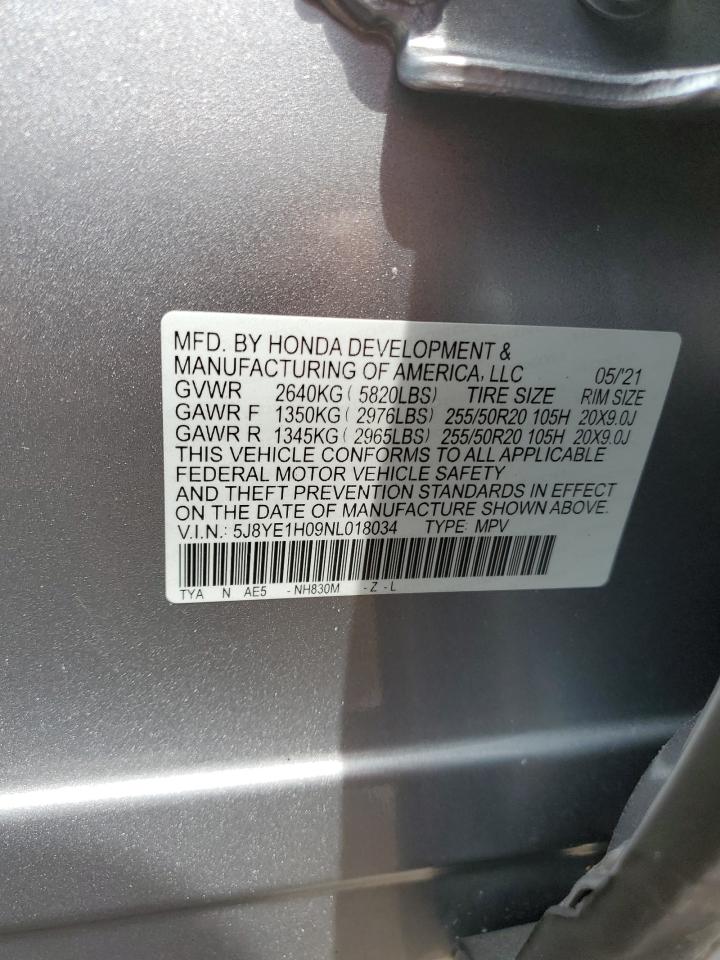 MFD. BY HONDA DEVELOPMENT &
MANUFACTURING OF AMERICA, LLC 05/'21
GVWR 2640KG ( 5820LBS) TIRE SIZE RIM SIZE
GAWR F 1350KG ( 2976LBS) 255/50R20 105H 20X9.0J
GAWR R 1345KG ( 2965LBS) 255/50R20 105H 20X9.0J
THIS VEHICLE CONFORMS TO ALL APPLICABLE
FEDERAL MOTOR VEHICLE SAFETY
AND THEFT PREVENTION STANDARDS IN EFFECT
ON THE DATE OF MANUFACTURE SHOWN ABOVE.
V.I.N.: 5J8YE1H09NL018034 TYPE: MPV
TYA N AE5 - NH830M - Z - L